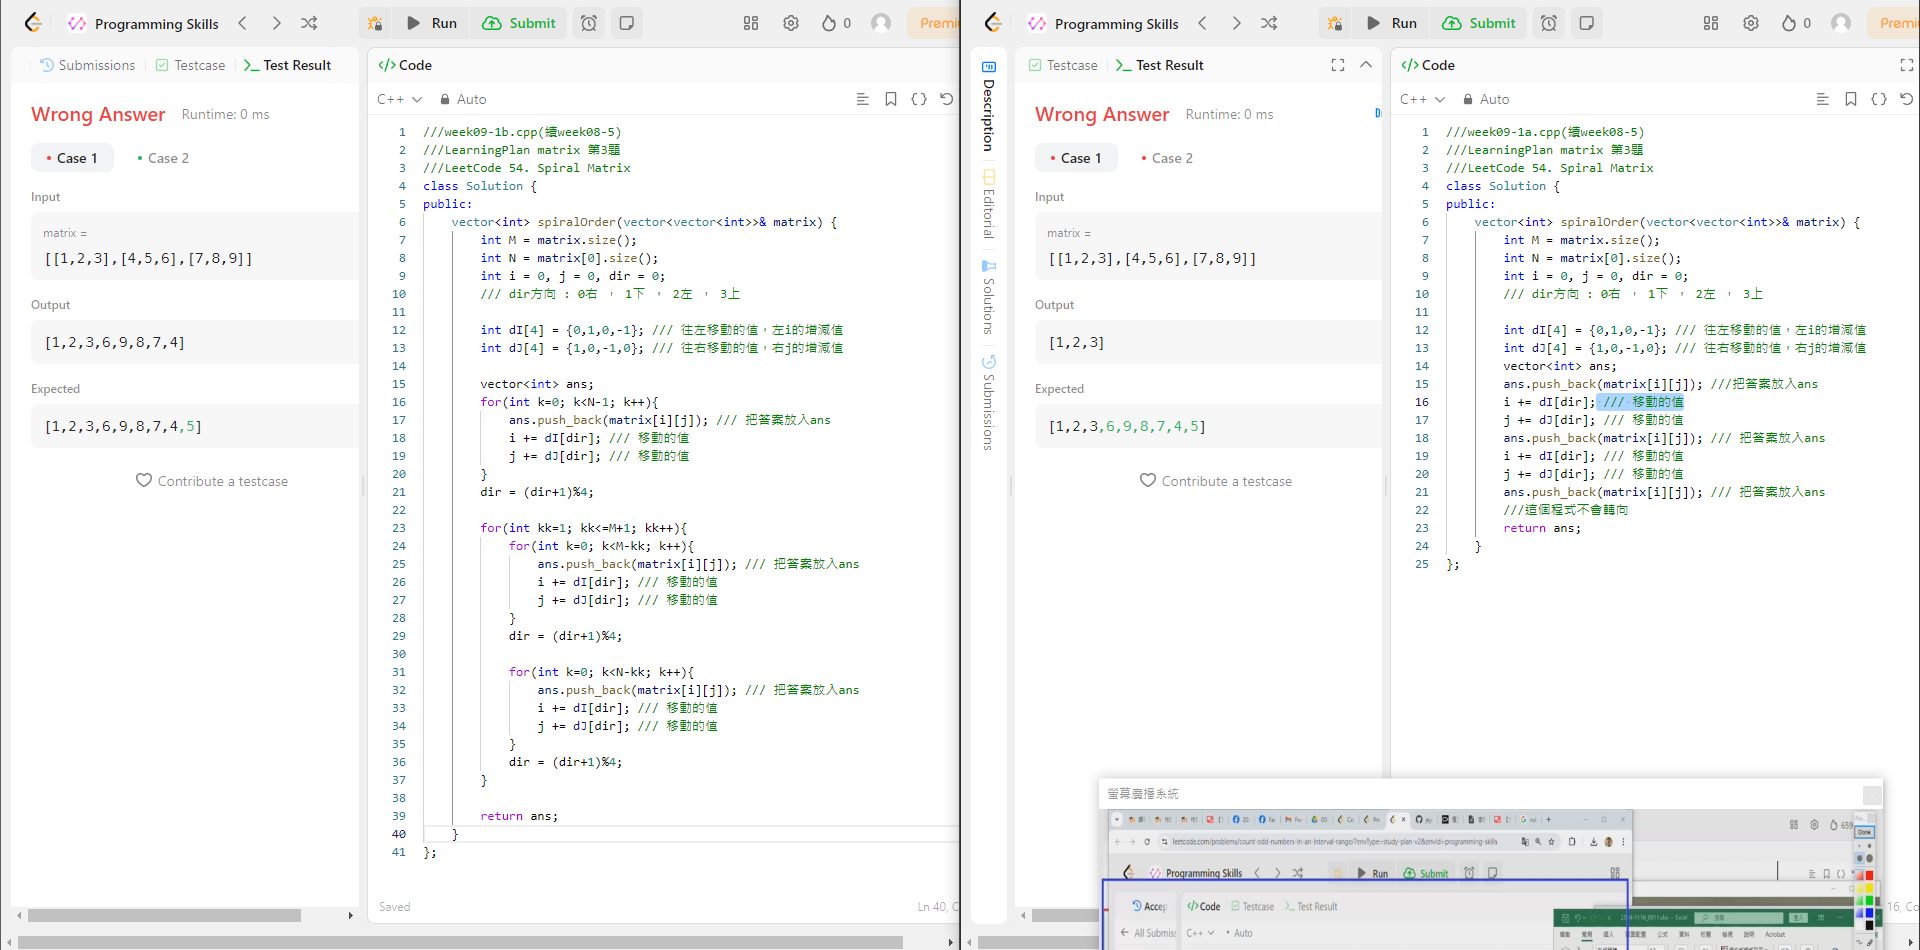 Programming Skills
Run
Submit
0
Premi
Submissions
Testcase
Test Result
Wrong Answer
Runtime: 0 ms
Case 1
Case 2
Input
matrix =
[[1,2,3],[4,5,6],[7,8,9]]
Output
[1,2,3,6,9,8,7,4]
Expected
[1,2,3,6,9,8,7,4,5]
Contribute a testcase
</>Code
C++
Auto
1 ///week09-1b.cpp(續week08-5)
2 ///LearningPlan matrix 第3題
3 ///LeetCode 54. Spiral Matrix
4 class Solution {
5 public:
6 vector<int> spiralOrder(vector<vector<int>>& matrix) {
7 int M = matrix.size();
8 int N = matrix[0].size();
9 int i = 0, j = 0, dir = 0;
10 /// dir方向 : 0右 , 1下 , 2左 , 3上
11
12 int dI[4] = {0,1,0,-1}; /// 往左移動的值,左i的增減值
13 int dJ[4] = {1,0,-1,0}; /// 往右移動的值,右j的增減值
14
15 vector<int> ans;
16 for(int k=0; k<N-1; k++){
17 ans.push_back(matrix[i][j]); /// 把答案放入ans
18 i += dI[dir]; /// 移動的值
19 j += dJ[dir]; /// 移動的值
20 }
21 dir = (dir+1)%4;
22
23 for(int kk=1; kk<=M+1; kk++){
24 for(int k=0; k<M-kk; k++){
25 ans.push_back(matrix[i][j]); /// 把答案放入ans
26 i += dI[dir]; /// 移動的值
27 j += dJ[dir]; /// 移動的值
28 }
29 dir = (dir+1)%4;
30
31 for(int k=0; k<N-kk; k++){
32 ans.push_back(matrix[i][j]); /// 把答案放入ans
33 i += dI[dir]; /// 移動的值
34 j += dJ[dir]; /// 移動的值
35 }
36 dir = (dir+1)%4;
37 }
38
39 return ans;
40 }
41 };
Saved
Ln 40, C
Programming Skills
Run
Submit
0
Premi
Description
Editorial
Solutions
Submissions
Testcase
Test Result
Wrong Answer
Runtime: 0 ms
Case 1
Case 2
Input
matrix =
[[1,2,3],[4,5,6],[7,8,9]]
Output
[1,2,3]
Expected
[1,2,3,6,9,8,7,4,5]
Contribute a testcase
</>Code
C++
Auto
1 ///week09-1a.cpp(續week08-5)
2 ///LearningPlan matrix 第3題
3 ///LeetCode 54. Spiral Matrix
4 class Solution {
5 public:
6 vector<int> spiralOrder(vector<vector<int>>& matrix) {
7 int M = matrix.size();
8 int N = matrix[0].size();
9 int i = 0, j = 0, dir = 0;
10 /// dir方向 : 0右 , 1下 , 2左 , 3上
11
12 int dI[4] = {0,1,0,-1}; /// 往左移動的值,左i的增減值
13 int dJ[4] = {1,0,-1,0}; /// 往右移動的值,右j的增減值
14 vector<int> ans;
15 ans.push_back(matrix[i][j]); ///把答案放入ans
16 i += dI[dir]; /// 移動的值
17 j += dJ[dir]; /// 移動的值
18 ans.push_back(matrix[i][j]); /// 把答案放入ans
19 i += dI[dir]; /// 移動的值
20 j += dJ[dir]; /// 移動的值
21 ans.push_back(matrix[i][j]); /// 把答案放入ans
22 ///這個程式不會轉向
23 return ans;
24 }
25 };
16, Co
螢幕廣播系統
leetcode.com/problems/count-odd-numbers-in-an-interval-range/?envType=study-plan-v2&envId=programming-skills
Programming Skills
Run
Submit
Done
Accep
</>Code
Testcase
Test Result
All Submiss
C++
Auto
Acrobat